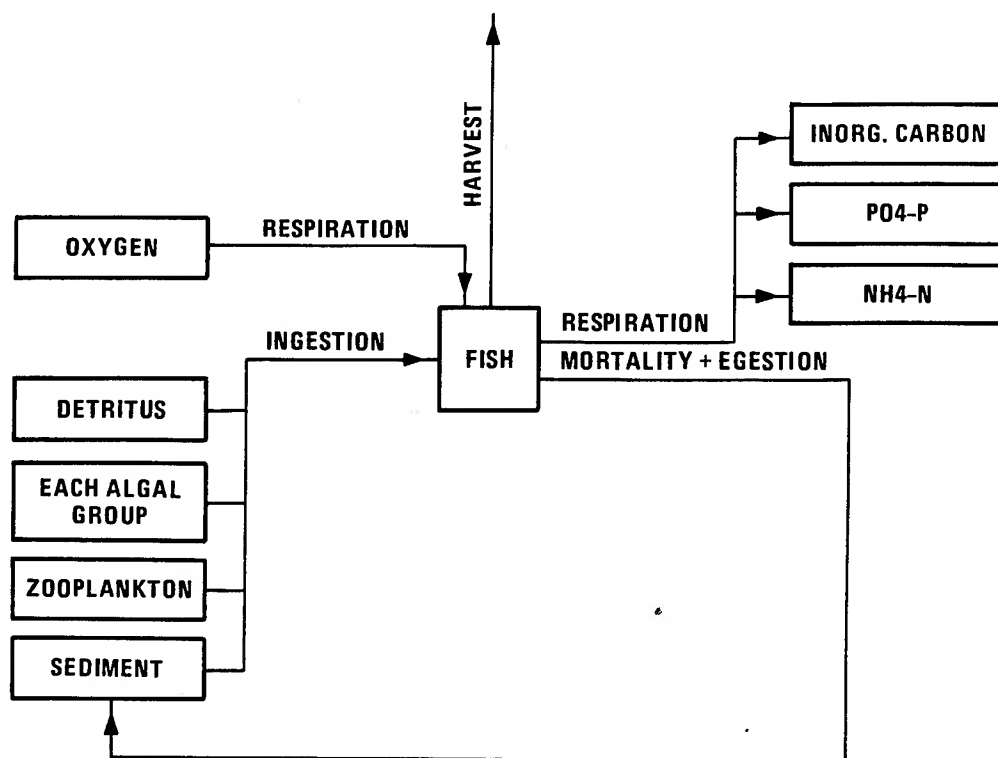 HARVEST
INORG. CARBON
PO4-P
NH4-N
RESPIRATION
OXYGEN
INGESTION
FISH
RESPIRATION
MORTALITY + EGESTION
DETRITUS
EACH ALGAL
GROUP
ZOOPLANKTON
SEDIMENT